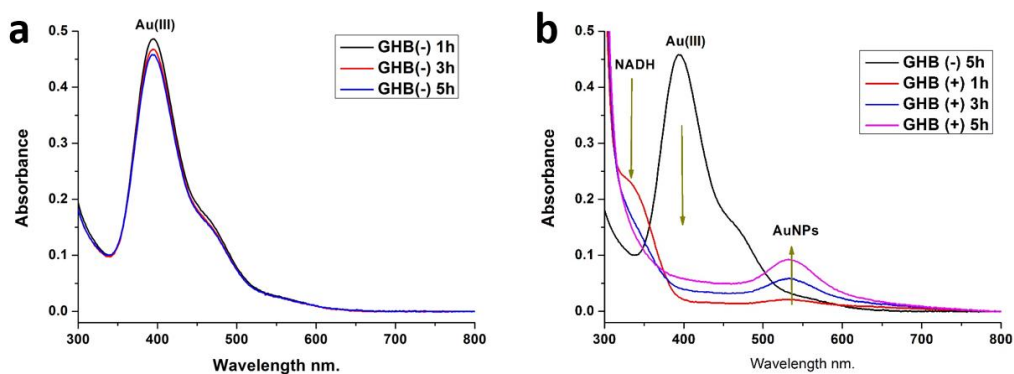 a
Au(III)
GHB(-) 1h
GHB(-) 3h
GHB(-) 5h
0.5
0.4
0.3
0.2
0.1
0.0
Absorbance
300 400 500 600 700 800
Wavelength nm.
b
NADH
Au(III)
AuNPs
GHB (-) 5h
GHB (+) 1h
GHB (+) 3h
GHB (+) 5h
0.5
0.4
0.3
0.2
0.1
0.0
Absorbance
300 400 500 600 700 800
Wavelength nm.